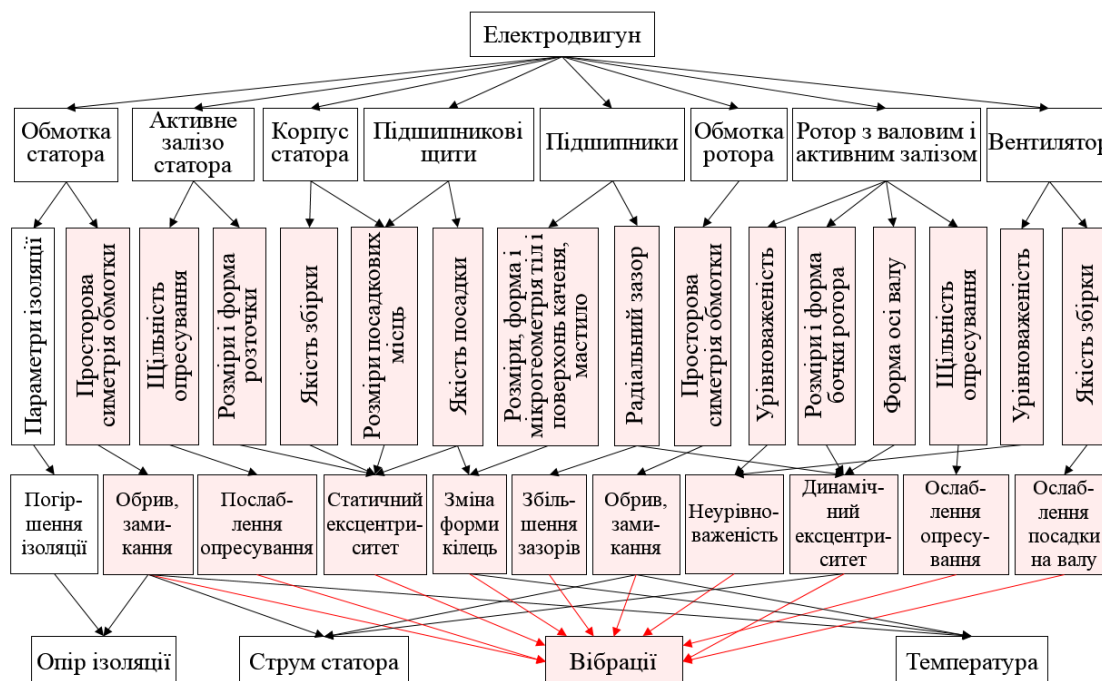 Електродвигун
Обмотка
статора
Активне
залізо
статора
Корпус
статора
Підшипникові
щити
Підшипники
Обмотка
ротора
Ротор з валовим і
активним залізом
Вентилятор
Параметри ізоляції
Просторова
симетрія обмотки
Щільність
опресування
Розміри і форма
розточки
Якість збірки
Розміри посадкових
місць
Якість посадки
Розміри, форма і
мікрогеометрія тіл і
поверхонь каченя,
мастило
Радіальний зазор
Просторова
симетрія обмотки
Урівноваженість
Розміри і форма
бочки ротора
Форма осі валу
Щільність
опресування
Урівноваженість
Якість збірки
Погір-
шення
ізоляції
Обрив,
зами-
кання
Послаб-
лення
опресування
Статичний
ексцентри-
ситет
Зміна
форми
кілець
Збіль-
шення
зазорів
Обрив,
зами-
кання
Неурівно-
важеність
Динаміч-
ний
ексцентри-
ситет
Ослаб-
лення
опресу-
вання
Ослаб-
лення
посадки
на валу
Опір ізоляції
Струм статора
Вібрації
Температура